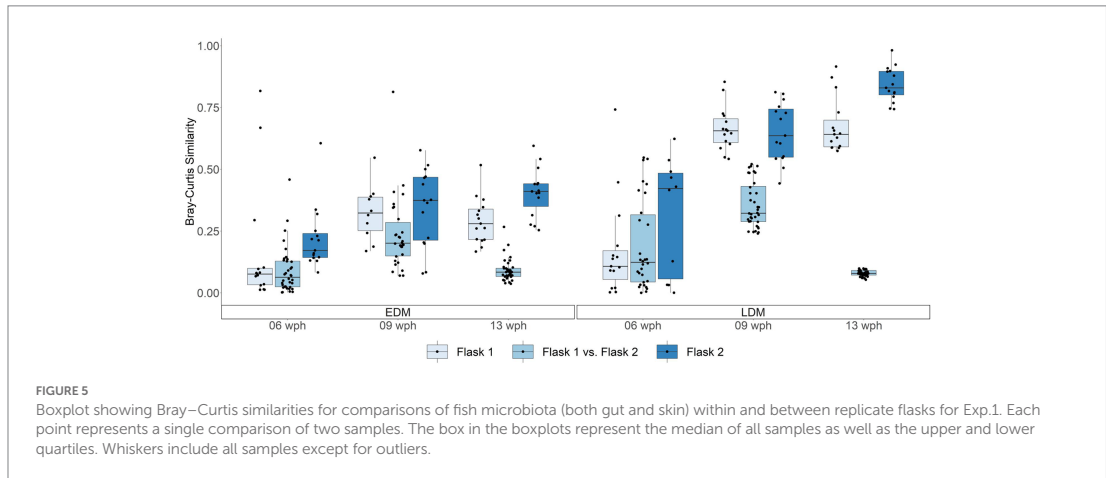 Bray-Curtis Similarity
1.00
0.75
0.50
0.25
0.00
EDM LDM
06 wph 09 wph 13 wph 06 wph 09 wph 13 wph
Flask 1 Flask 1 vs. Flask 2 Flask 2
FIGURE 5
Boxplot showing Bray–Curtis similarities for comparisons of fish microbiota (both gut and skin) within and between replicate flasks for Exp.1. Each
point represents a single comparison of two samples. The box in the boxplots represent the median of all samples as well as the upper and lower
quartiles. Whiskers include all samples except for outliers.